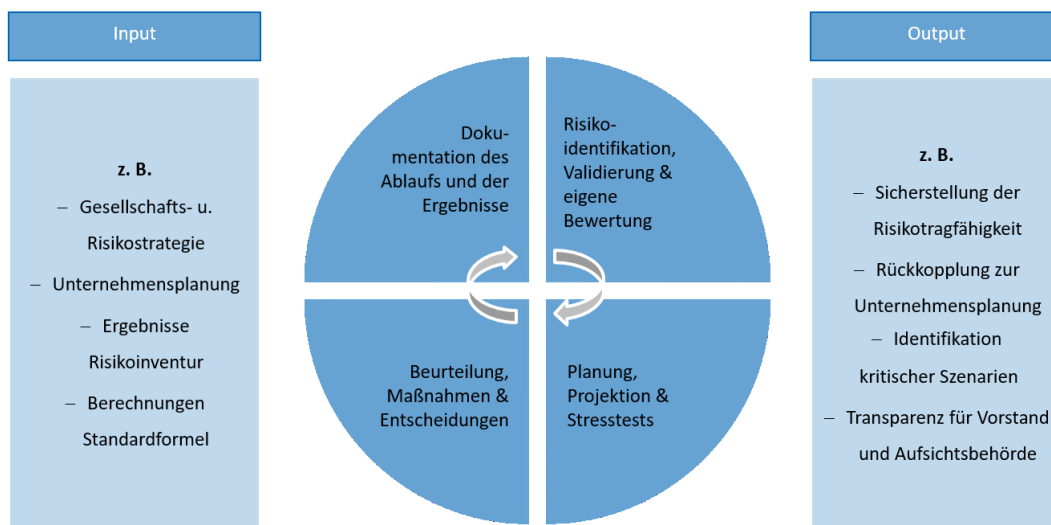 Input
z. B.
– Gesellschafts- u.
Risikostrategie
– Unternehmensplanung
– Ergebnisse
Risikoinventur
– Berechnungen
Standardformel
Doku-
mentation des
Ablaufs und der
Ergebnisse
Risiko-
identifikation,
Validierung &
eigene
Bewertung
Beurteilung,
Maßnahmen &
Entscheidungen
Planung,
Projektion &
Stresstests
Output
z. B.
– Sicherstellung der
Risikotragfähigkeit
– Rückkopplung zur
Unternehmensplanung
– Identifikation
kritischer Szenarien
– Transparenz für Vorstand
und Aufsichtsbehörde